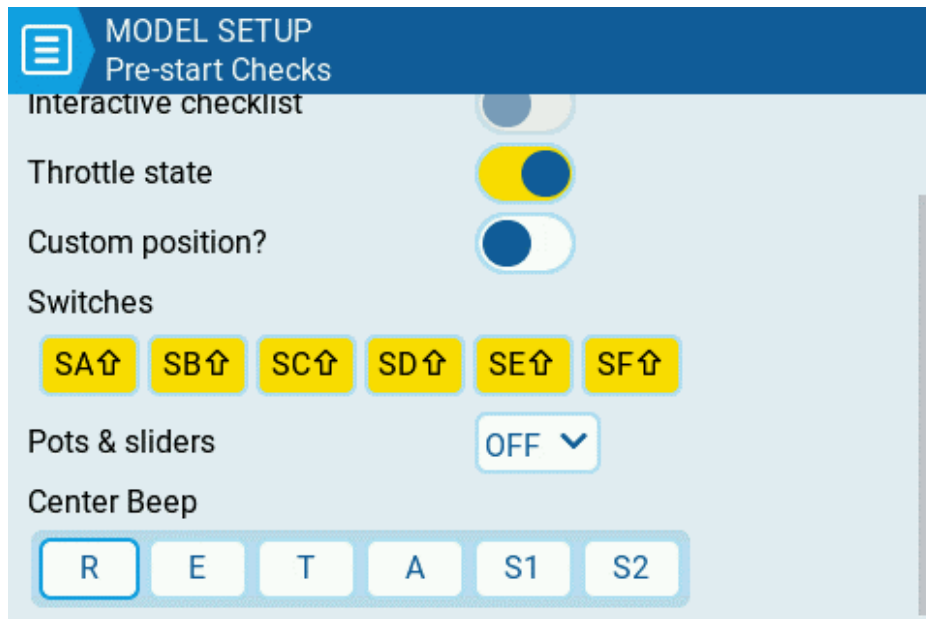 MODEL SETUP
Pre-start Checks
Interactive checklist
Throttle state
Custom position?
Switches
SA⇧ SB⇧ SC⇧ SD⇧ SE⇧ SF⇧
Pots & sliders OFF
Center Beep
R E T A S1 S2